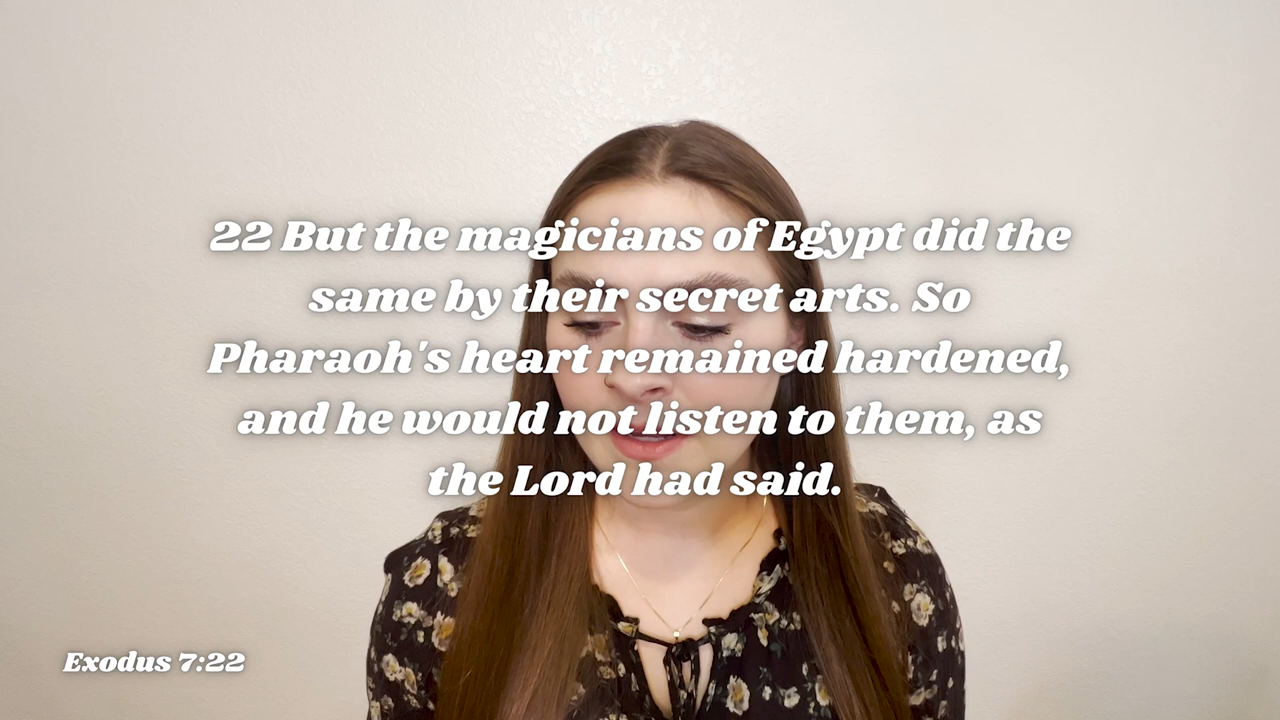 22 But the magicians of Egypt did the
same by their secret arts. So
Pharaoh's heart remained hardened,
and he would not listen to them, as
the Lord had said.
Exodus 7:22